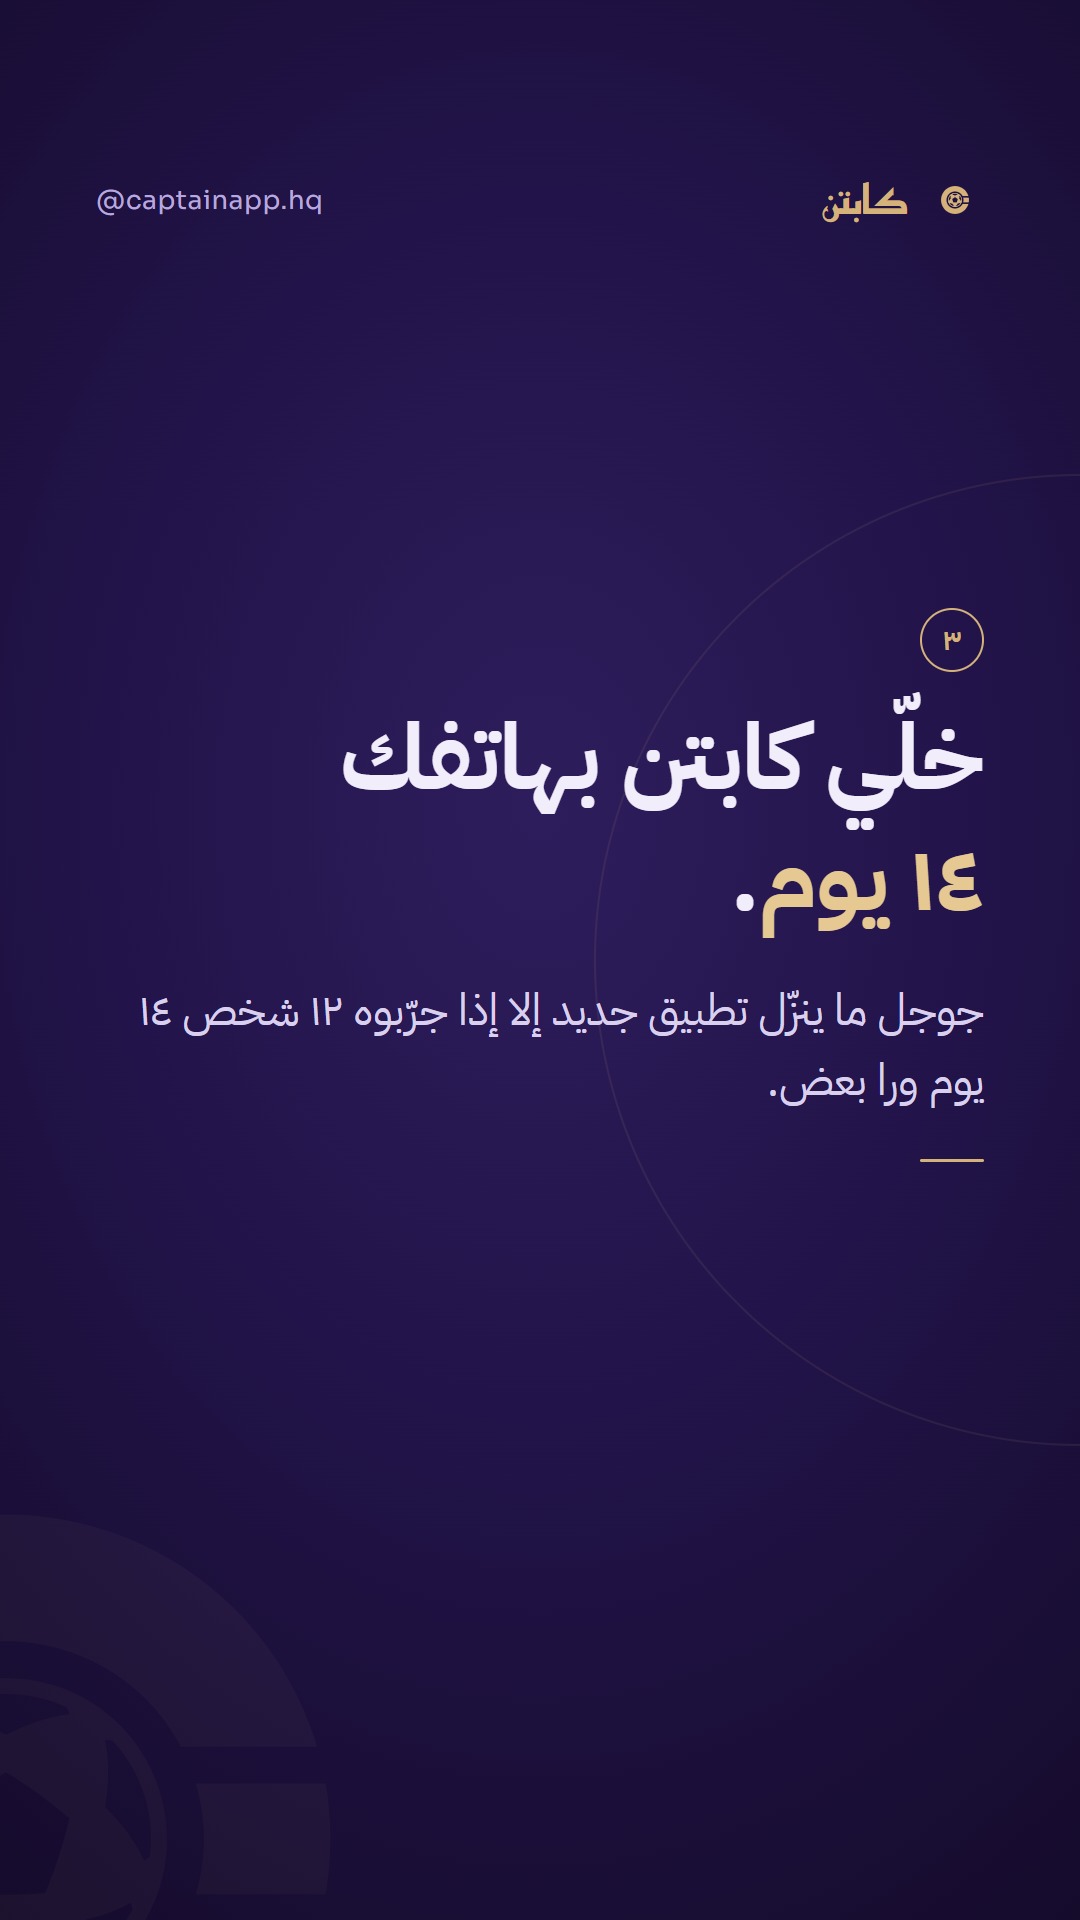 كابتن
@captainapp.hq
٣
خلّي كابتن بهاتفك
١٤ يوم.
جوجل ما ينزّل تطبيق جديد إلا إذا جرّبوه ١٢ شخص ١٤
يوم ورا بعض.